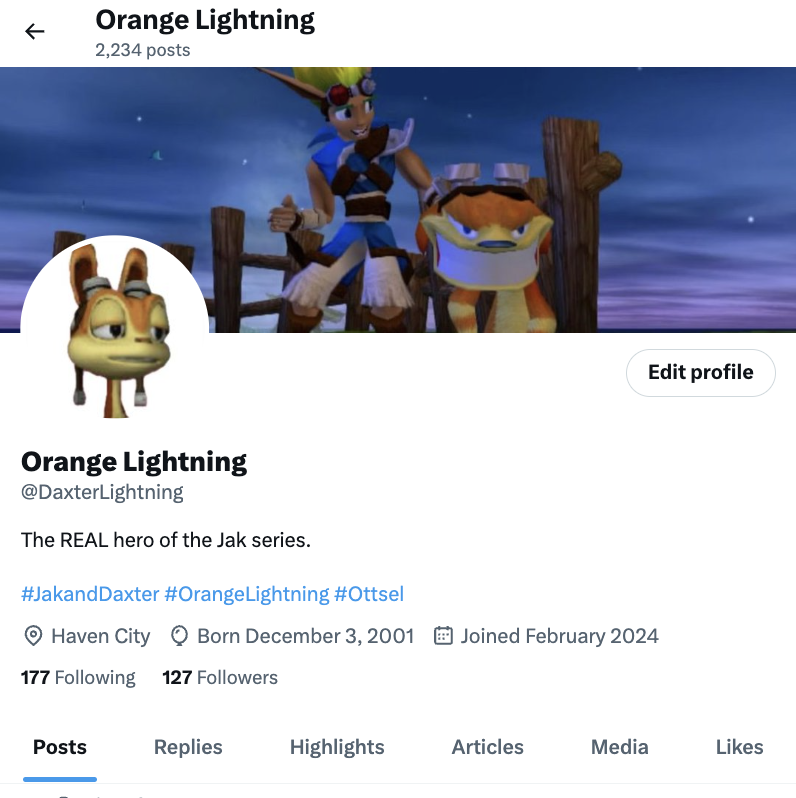 Orange Lightning
2,234 posts
Edit profile
Orange Lightning
@DaxterLightning
The REAL hero of the Jak series.
#JakandDaxter #OrangeLightning #Ottsel
Haven City Born December 3, 2001 Joined February 2024
177 Following 127 Followers
Posts Replies Highlights Articles Media Likes